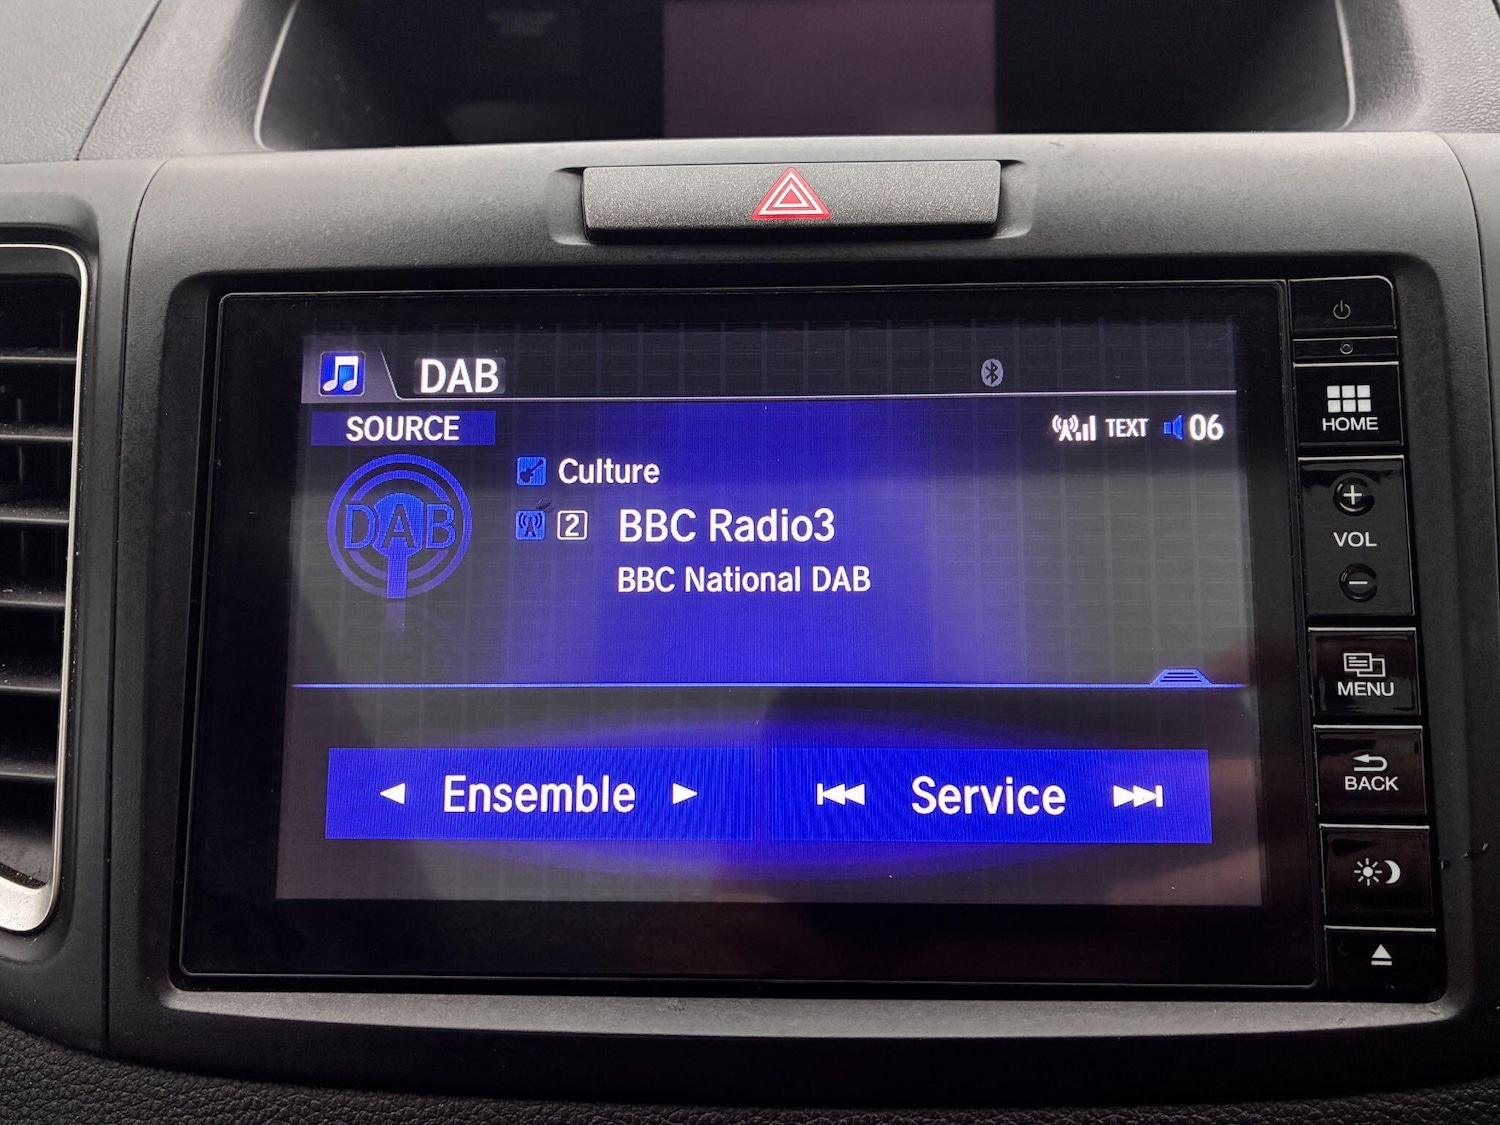 DAB
SOURCE
TEXT 06
DAB
Culture
2 BBC Radio3
BBC National DAB
Ensemble
Service
HOME
+
VOL
−
MENU
BACK